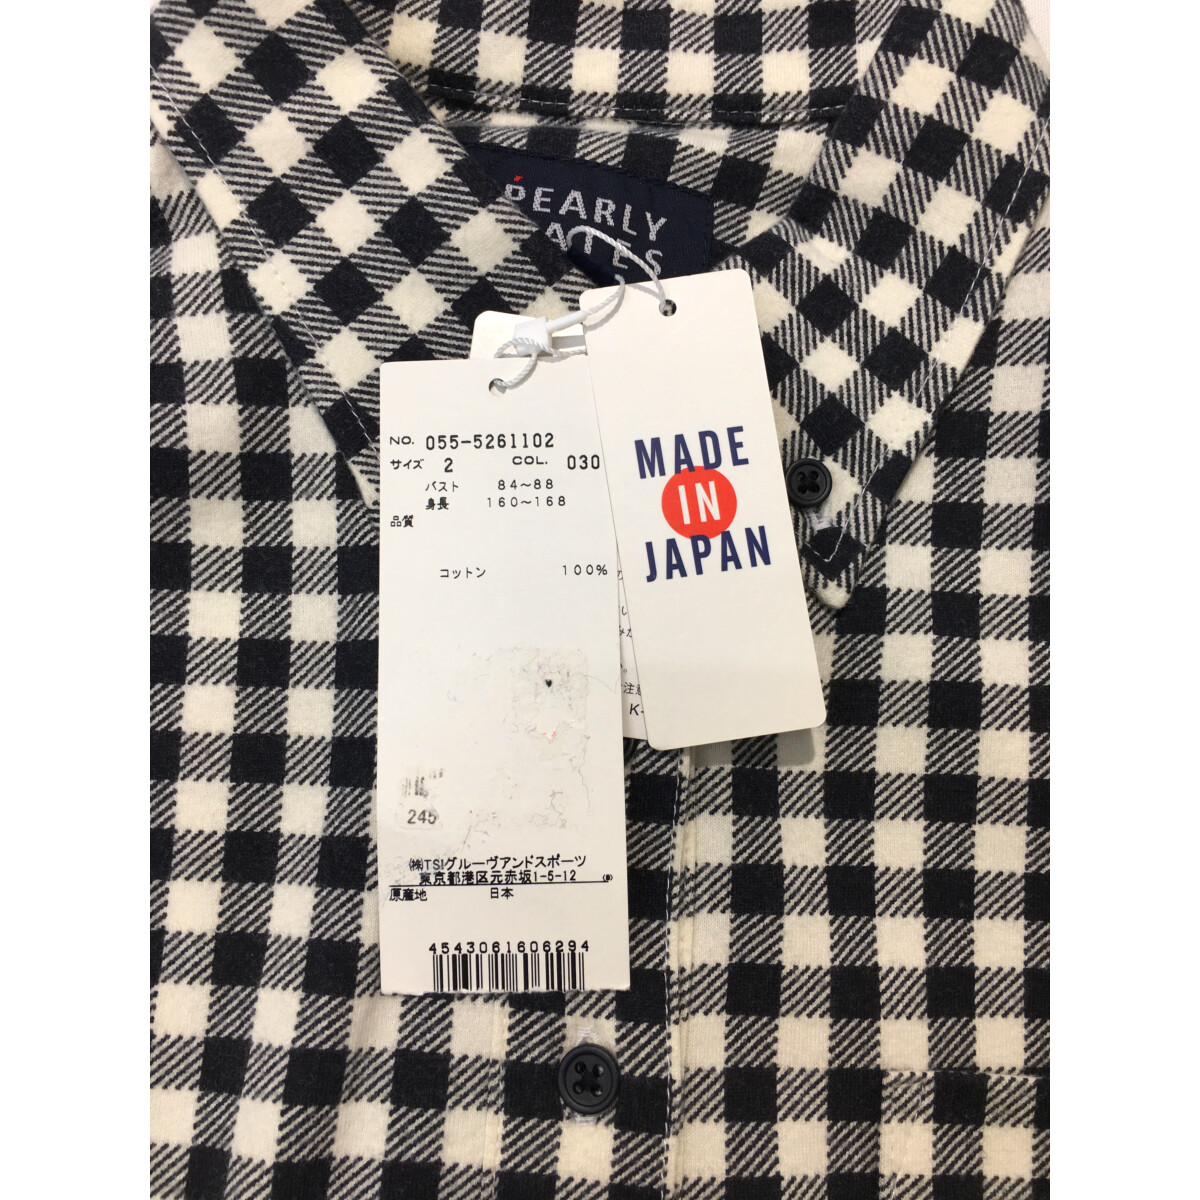 PEARLY
MADE
IN
JAPAN
NO. 055-5261102
サイズ 2 COL. 030
バスト 84～88
身長 160～168
品質
コットン 100%
注意
K-
245
㈱TSIグルーヴアンドスポーツ
東京都港区元赤坂1-5-12
原産地 日本
4543061606294